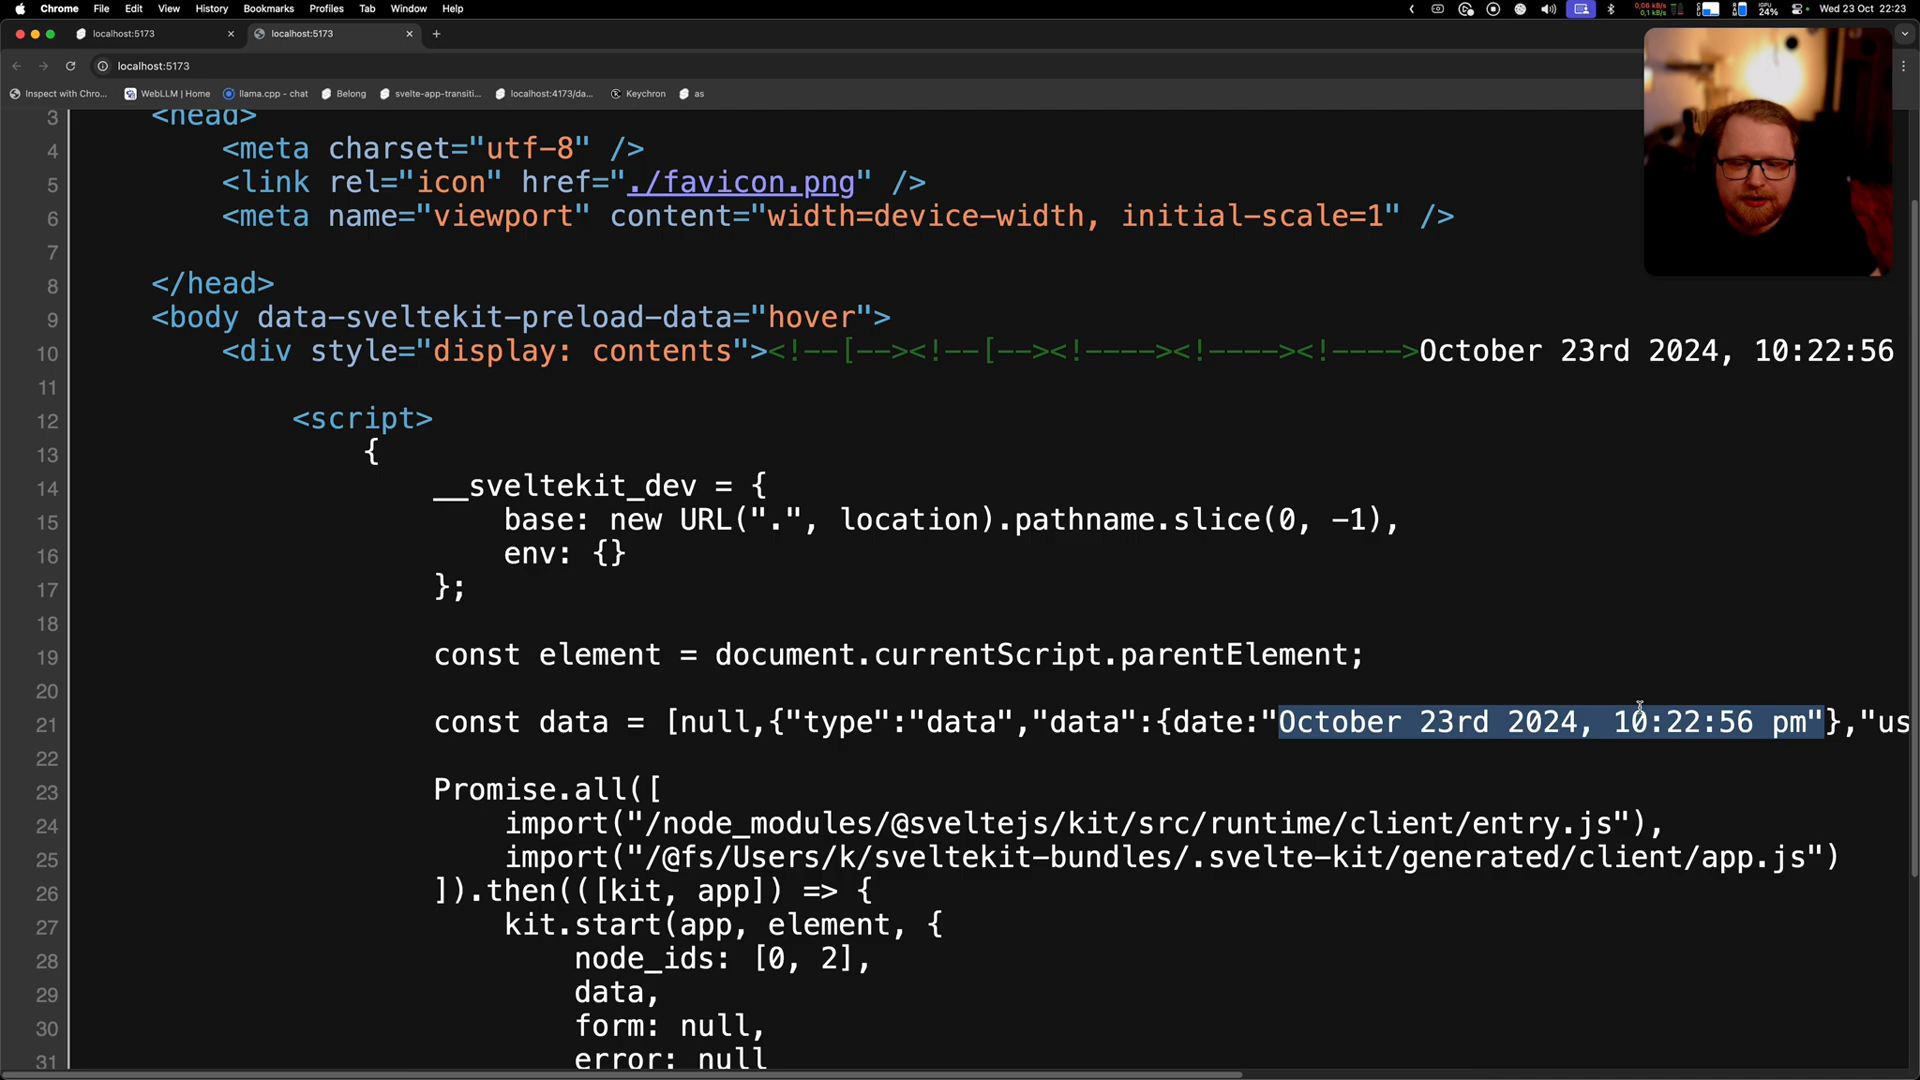 Chrome File Edit View History Bookmarks Profiles Tab Window Help
0,06 kB/s
0,1 kB/s
24%
Wed 23 Oct 22:23
localhost:5173
localhost:5173
localhost:5173
Inspect with Chro...
WebLLM | Home
llama.cpp - chat
Belong
svelte-app-transiti...
localhost:4173/da...
Keychron
as
3 <head>
4 <meta charset="utf-8" />
5 <link rel="icon" href="./favicon.png" />
6 <meta name="viewport" content="width=device-width, initial-scale=1" />
7
8 </head>
9 <body data-sveltekit-preload-data="hover">
10 <div style="display: contents"><!--[--><!--[--><!----><!----><!---->October 23rd 2024, 10:22:56
11
12 <script>
13 {
14 __sveltekit_dev = {
15 base: new URL(".", location).pathname.slice(0, -1),
16 env: {}
17 };
18
19 const element = document.currentScript.parentElement;
20
21 const data = [null,{"type":"data","data":{date:"October 23rd 2024, 10:22:56 pm"},"us
22
23 Promise.all([
24 import("/node_modules/@sveltejs/kit/src/runtime/client/entry.js"),
25 import("/@fs/Users/k/sveltekit-bundles/.svelte-kit/generated/client/app.js")
26 ]).then(([kit, app]) => {
27 kit.start(app, element, {
28 node_ids: [0, 2],
29 data,
30 form: null,
31 error: null